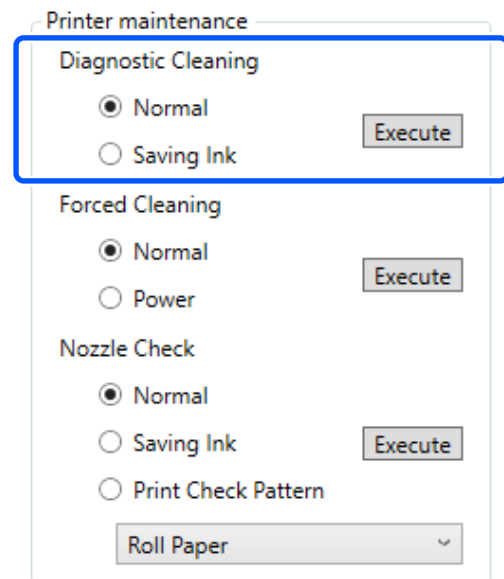 Printer maintenance
Diagnostic Cleaning
Normal
Execute
Saving Ink
Forced Cleaning
Normal
Execute
Power
Nozzle Check
Normal
Saving Ink
Execute
Print Check Pattern
Roll Paper